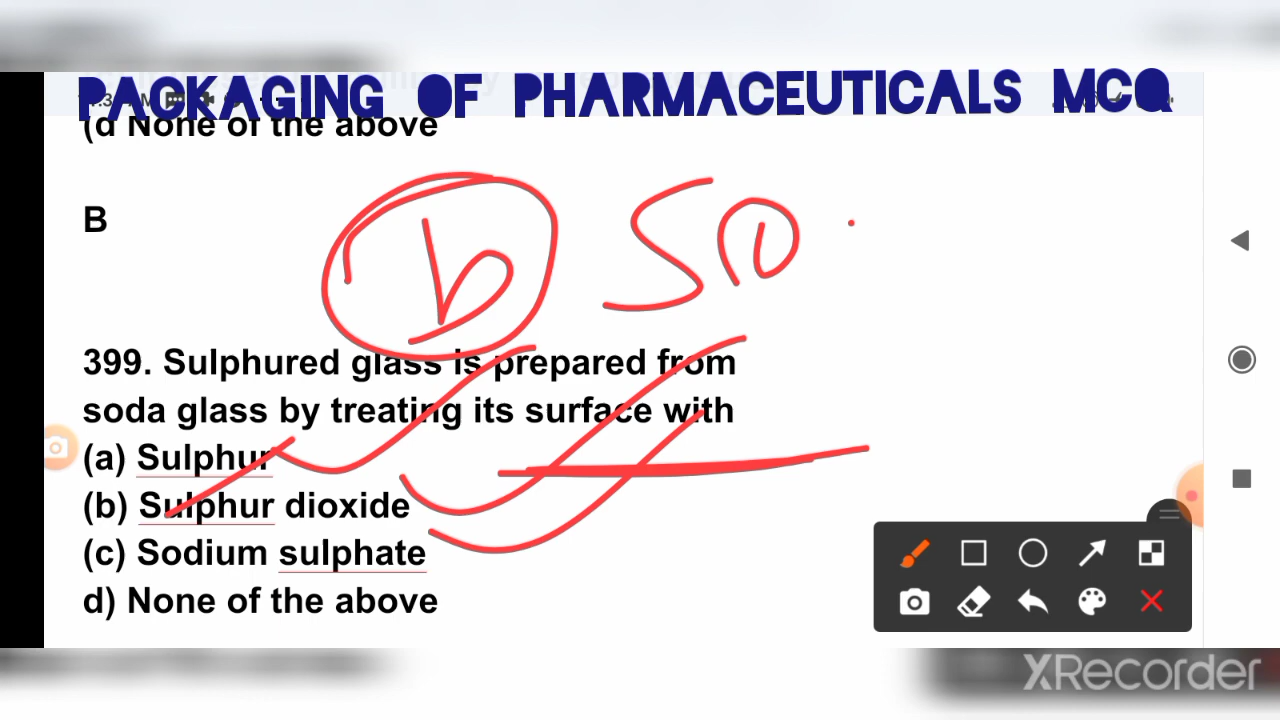 PACKAGING OF PHARMACEUTICALS MCQ
(d None of the above
B
b
399. Sulphured glass is prepared from
soda glass by treating its surface with
(a) Sulphur
(b) Sulphur dioxide
(c) Sodium sulphate
d) None of the above
XRecorder